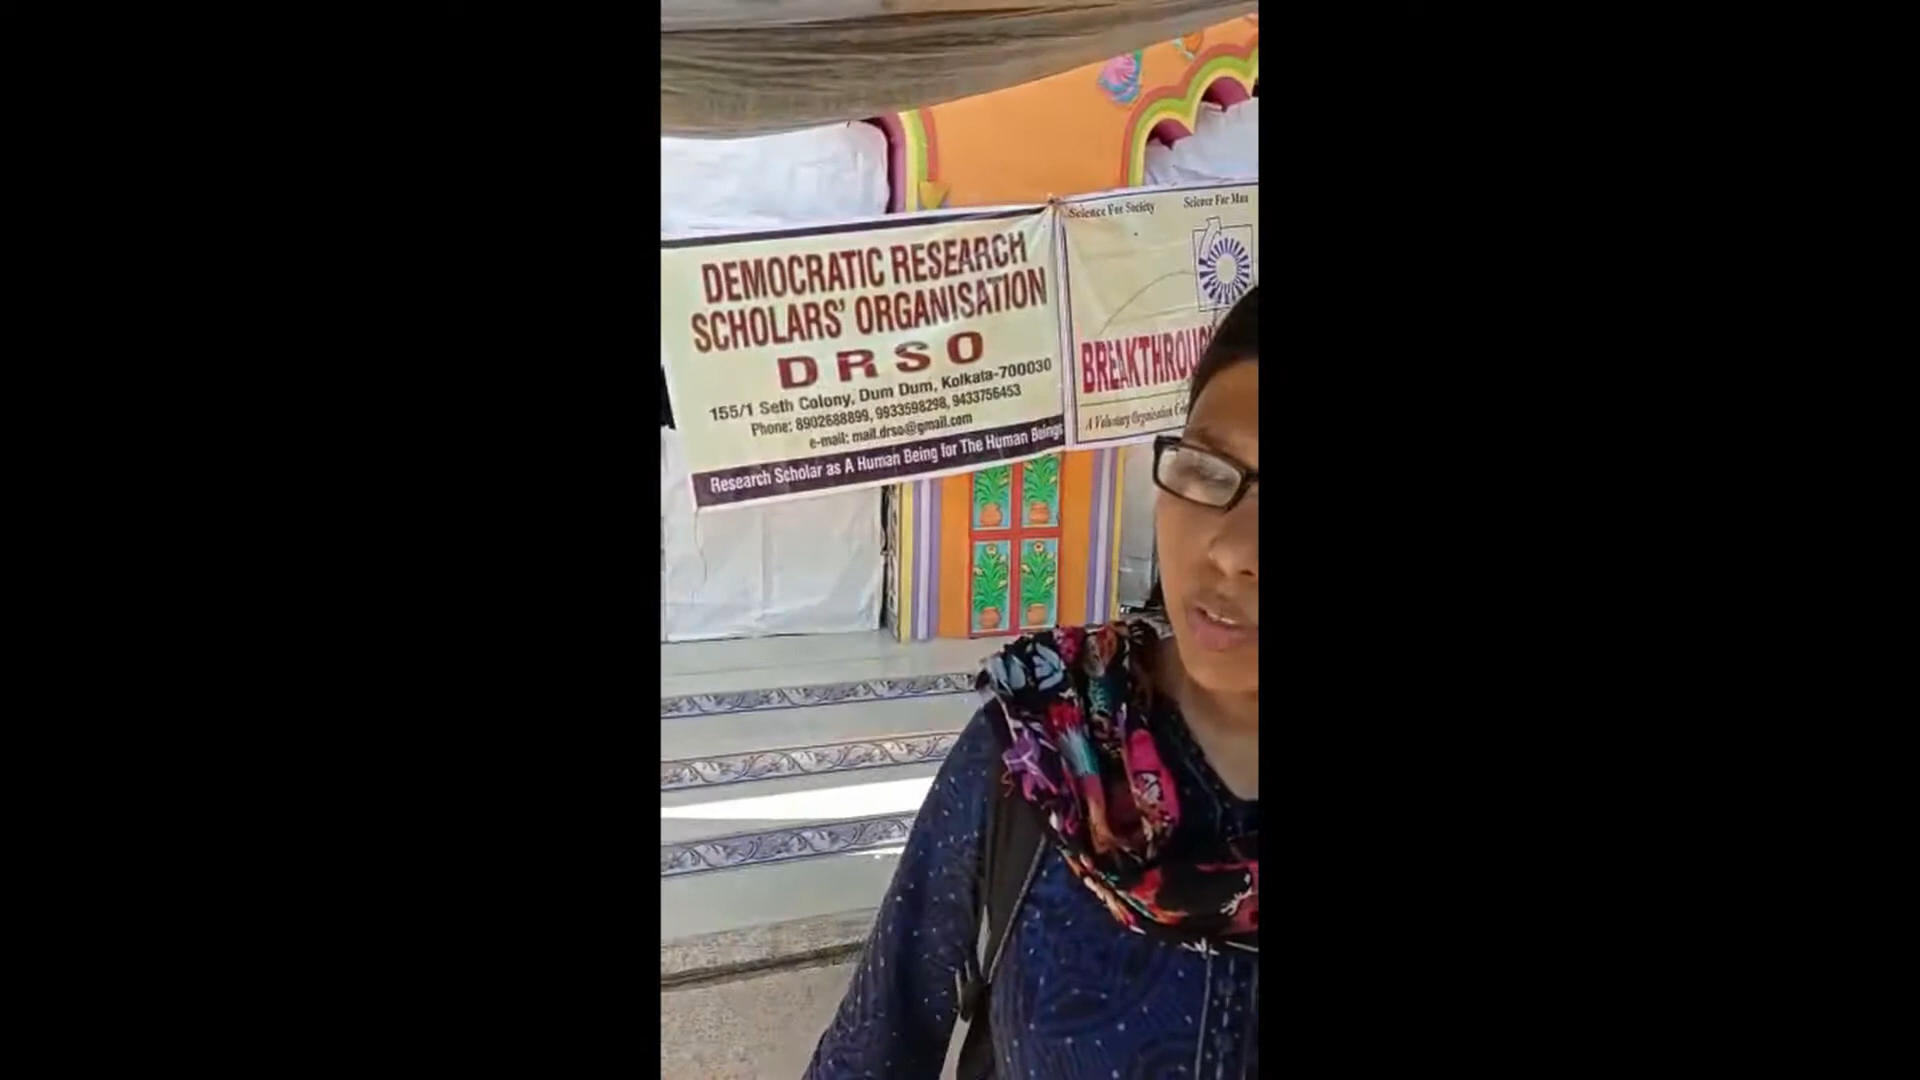 DEMOCRATIC RESEARCH
SCHOLARS' ORGANISATION
D R S O
155/1 Seth Colony, Dum Dum, Kolkata-700030
Phone: 8902688899, 9933598298, 9433756453
e-mail: mail.drso@gmail.com
Research Scholar as A Human Being for The Human Beings
Science For Society Science For Man
BREAKTHROUG
A Voluntary Organisation